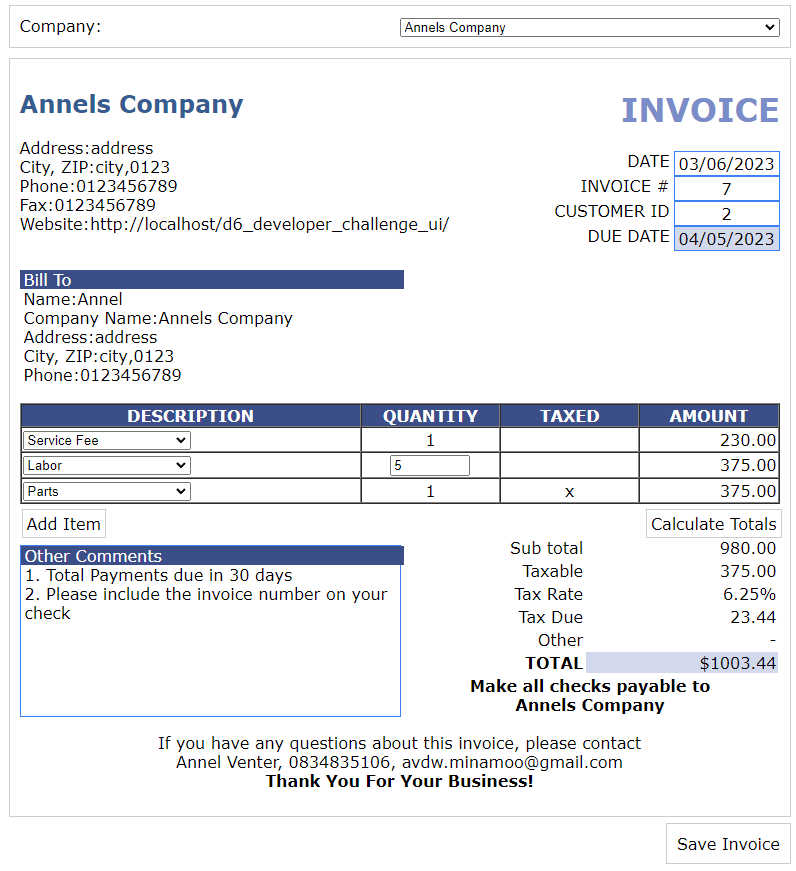 Company: Annels Company
Annels Company
INVOICE
Address:address
City, ZIP:city,0123
Phone:0123456789
Fax:0123456789
Website:http://localhost/d6_developer_challenge_ui/
DATE 03/06/2023
INVOICE # 7
CUSTOMER ID 2
DUE DATE 04/05/2023
Bill To
Name:Annel
Company Name:Annels Company
Address:address
City, ZIP:city,0123
Phone:0123456789
DESCRIPTION QUANTITY TAXED AMOUNT
Service Fee 1 230.00
Labor 5 375.00
Parts 1 x 375.00
Add Item Calculate Totals
Other Comments
1. Total Payments due in 30 days
2. Please include the invoice number on your
check
Sub total 980.00
Taxable 375.00
Tax Rate 6.25%
Tax Due 23.44
Other -
TOTAL $1003.44
Make all checks payable to
Annels Company
If you have any questions about this invoice, please contact
Annel Venter, 0834835106, avdw.minamoo@gmail.com
Thank You For Your Business!
Save Invoice